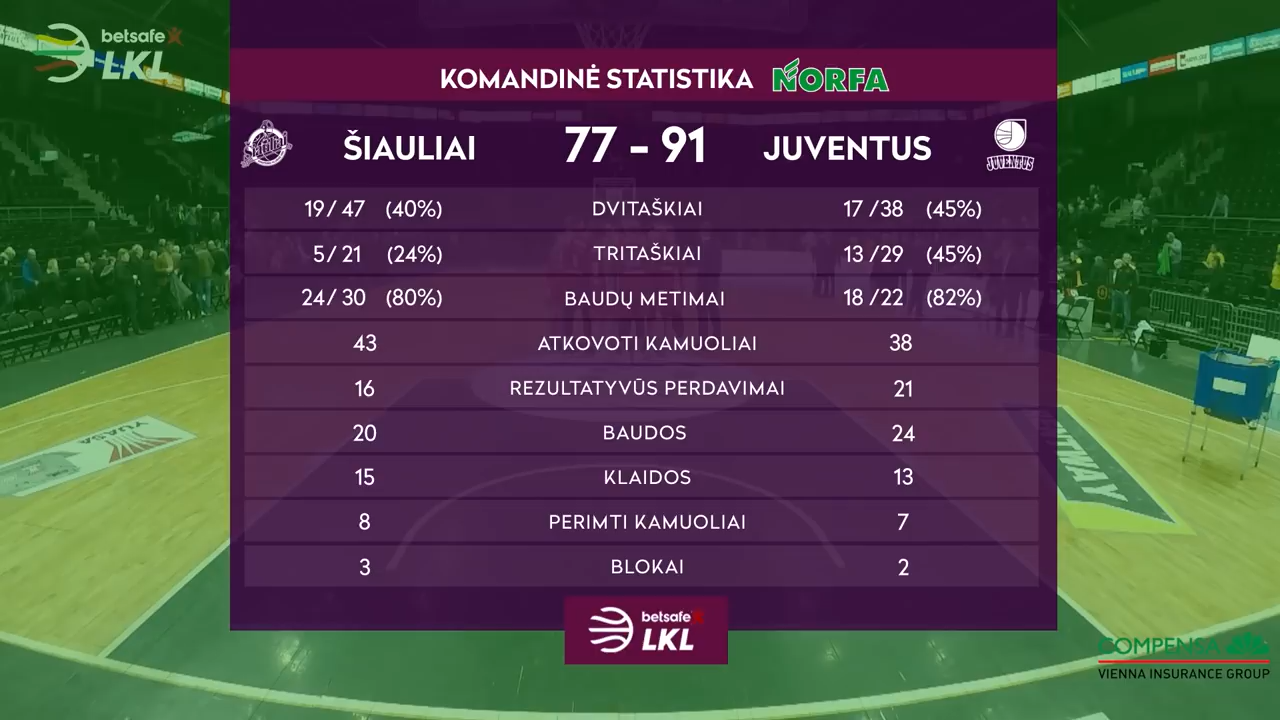 betsafe
LKL
KOMANDINĖ STATISTIKA NORFA
ŠIAULIAI 77 - 91 JUVENTUS
JUVENTUS
19/ 47 (40%) DVITAŠKIAI 17 /38 (45%)
5/ 21 (24%) TRITAŠKIAI 13 /29 (45%)
24/ 30 (80%) BAUDŲ METIMAI 18 /22 (82%)
43 ATKOVOTI KAMUOLIAI 38
16 REZULTATYVŪS PERDAVIMAI 21
20 BAUDOS 24
15 KLAIDOS 13
8 PERIMTI KAMUOLIAI 7
3 BLOKAI 2
YUASA
betsafe
LKL
COMPENSA
VIENNA INSURANCE GROUP